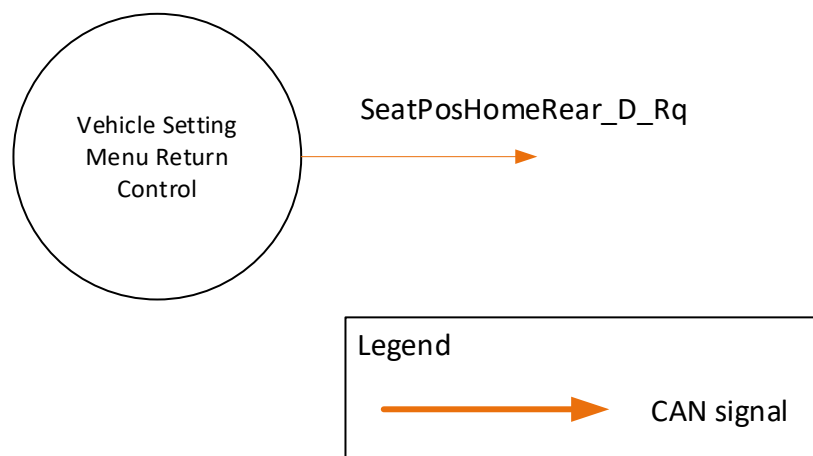 Vehicle Setting
Menu Return
Control
SeatPosHomeRear_D_Rq
Legend
CAN signal